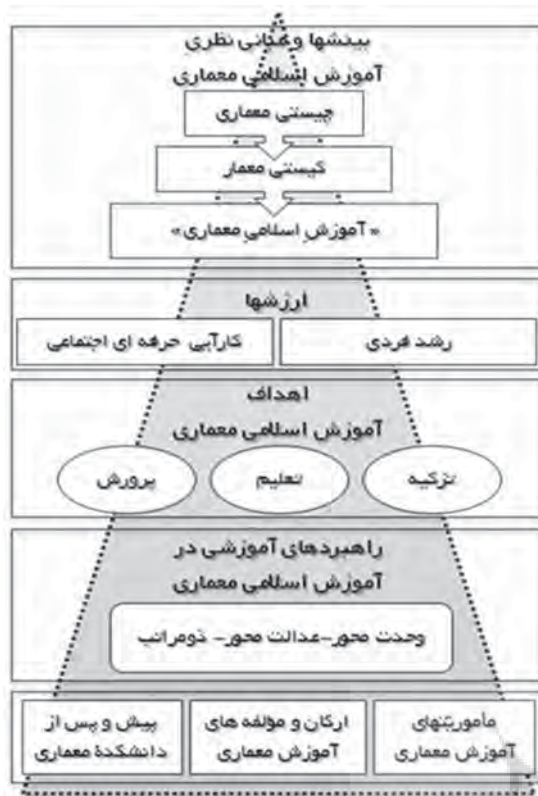 بینشها و مبانی نظری
آموزش اسلامی معماری
چیستی معماری
کیستی معمار
«آموزشِ اسلامیِ معماری»
ارزشها
رشد فردی
کارآیی حرفه ای اجتماعی
اهداف
آموزش اسلامی معماری
تزکیه
تعلیم
پرورش
راهبردهای آموزشی در
آموزش اسلامی معماری
وحدت محور-عدالت محور- ذومراتب
مأموریتهای
آموزش معماری
ارکان و مؤلفه های
آموزش معماری
پیش و پس از
دانشکدهٔ معماری